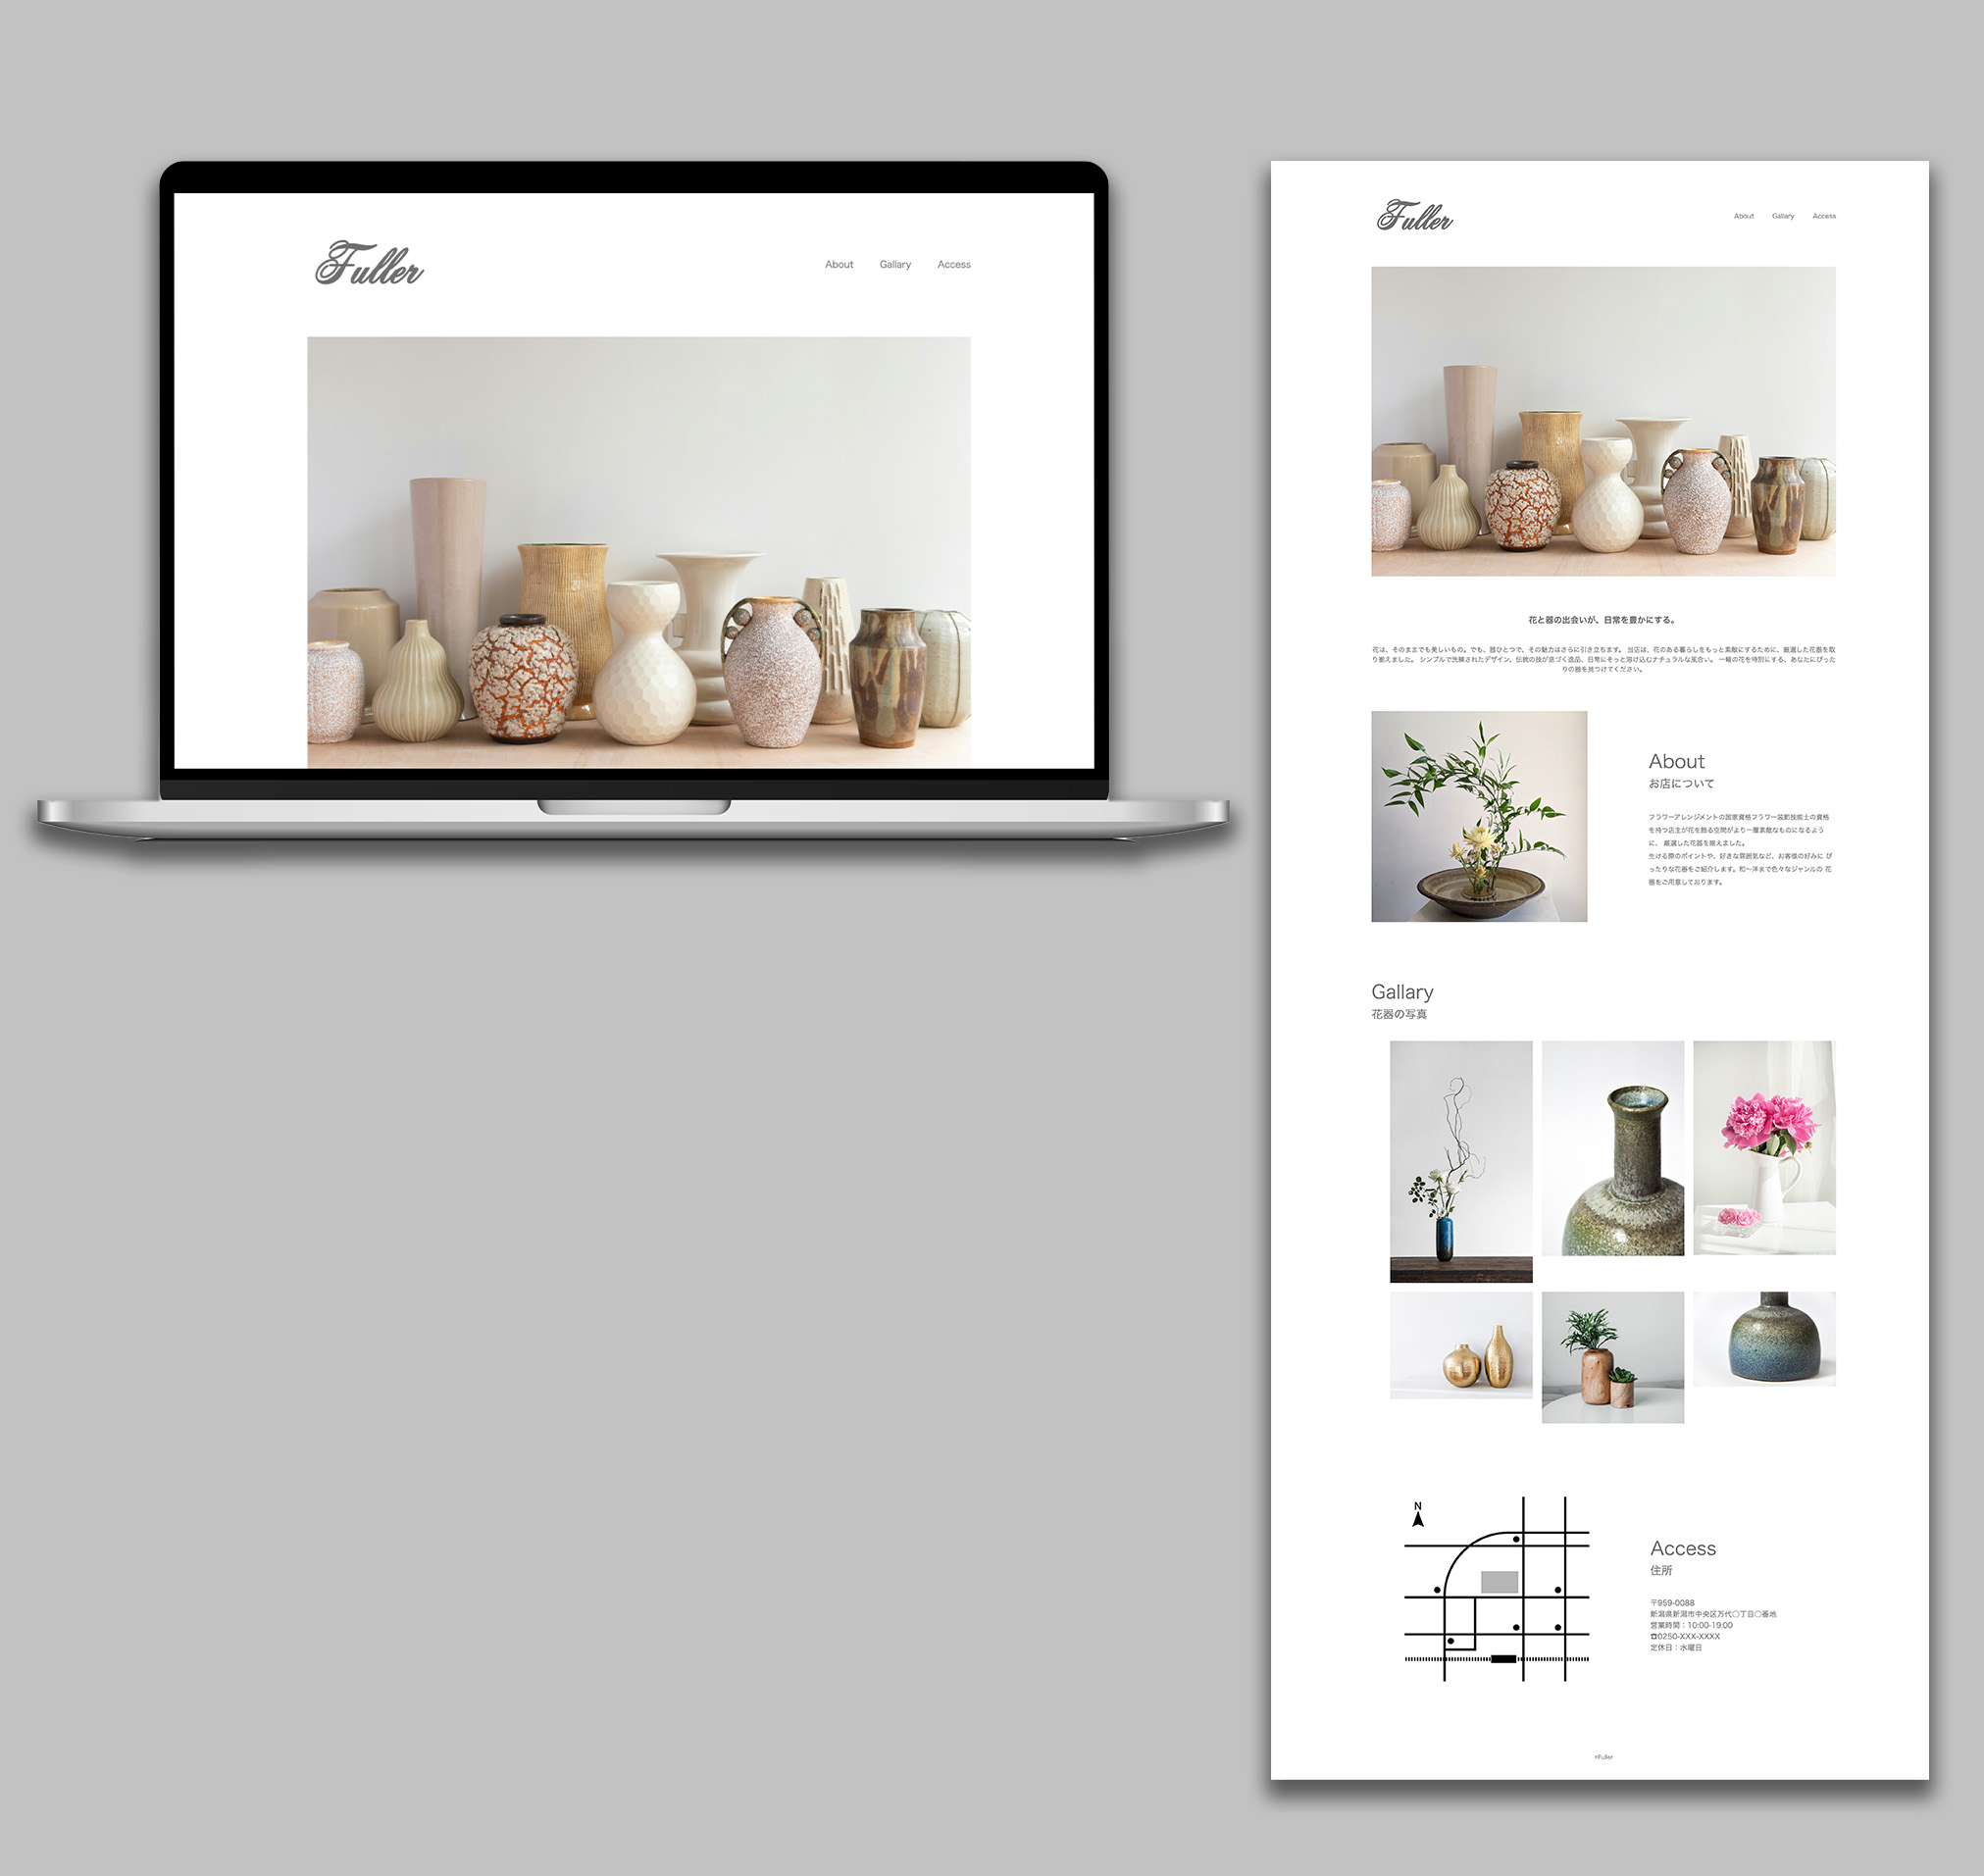 Fuller
About Gallary Access
Fuller
About Gallary Access
花と器の出会いが、日常を豊かにする。
花は、そのままでも美しいもの。でも、器ひとつで、その魅力はさらに引き立ちます。 当店は、花のある暮らしをもっと素敵にするために、厳選した花器を取
り揃えました。 シンプルで洗練されたデザイン、伝統の技が息づく逸品、日常にそっと溶け込むナチュラルな風合い。 一輪の花を特別にする、あなたにぴった
りの器を見つけてください。
About
お店について
フラワーアレンジメントの国家資格フラワー装飾技能士の資格
を持つ店主が花を飾る空間がより一層素敵なものになるよう
に、 厳選した花器を揃えました。
生ける際のポイントや、好きな雰囲気など、お客様の好みに ぴ
ったりな花器をご紹介します。和〜洋まで色々なジャンルの 花
器をご用意しております。
Gallary
花器の写真
N
Access
住所
〒959-0088
新潟県新潟市中央区万代〇丁目〇番地
営業時間：10:00-19:00
☎0250-XXX-XXXX
定休日：水曜日
©Fuller